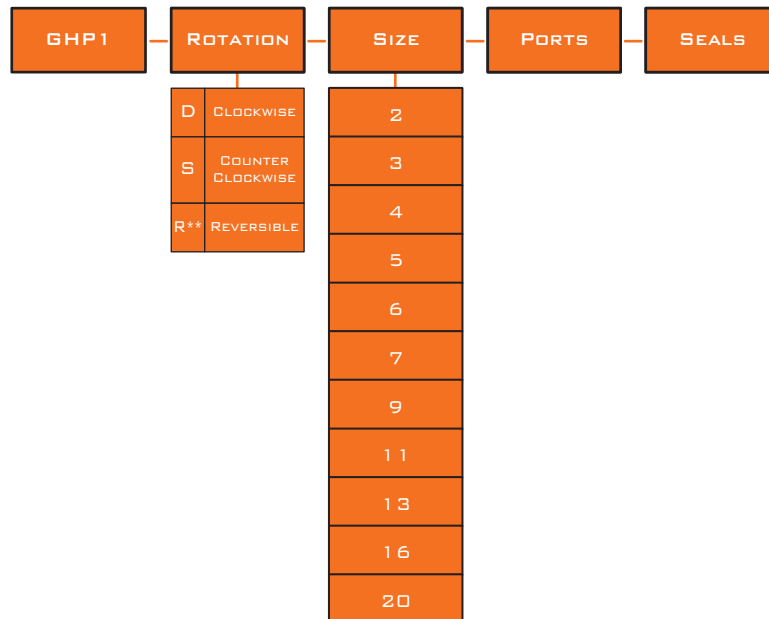 GHP1
ROTATION
SIZE
PORTS
SEALS
D CLOCKWISE
S COUNTER
CLOCKWISE
R** REVERSIBLE
2
3
4
5
6
7
9
11
13
16
20